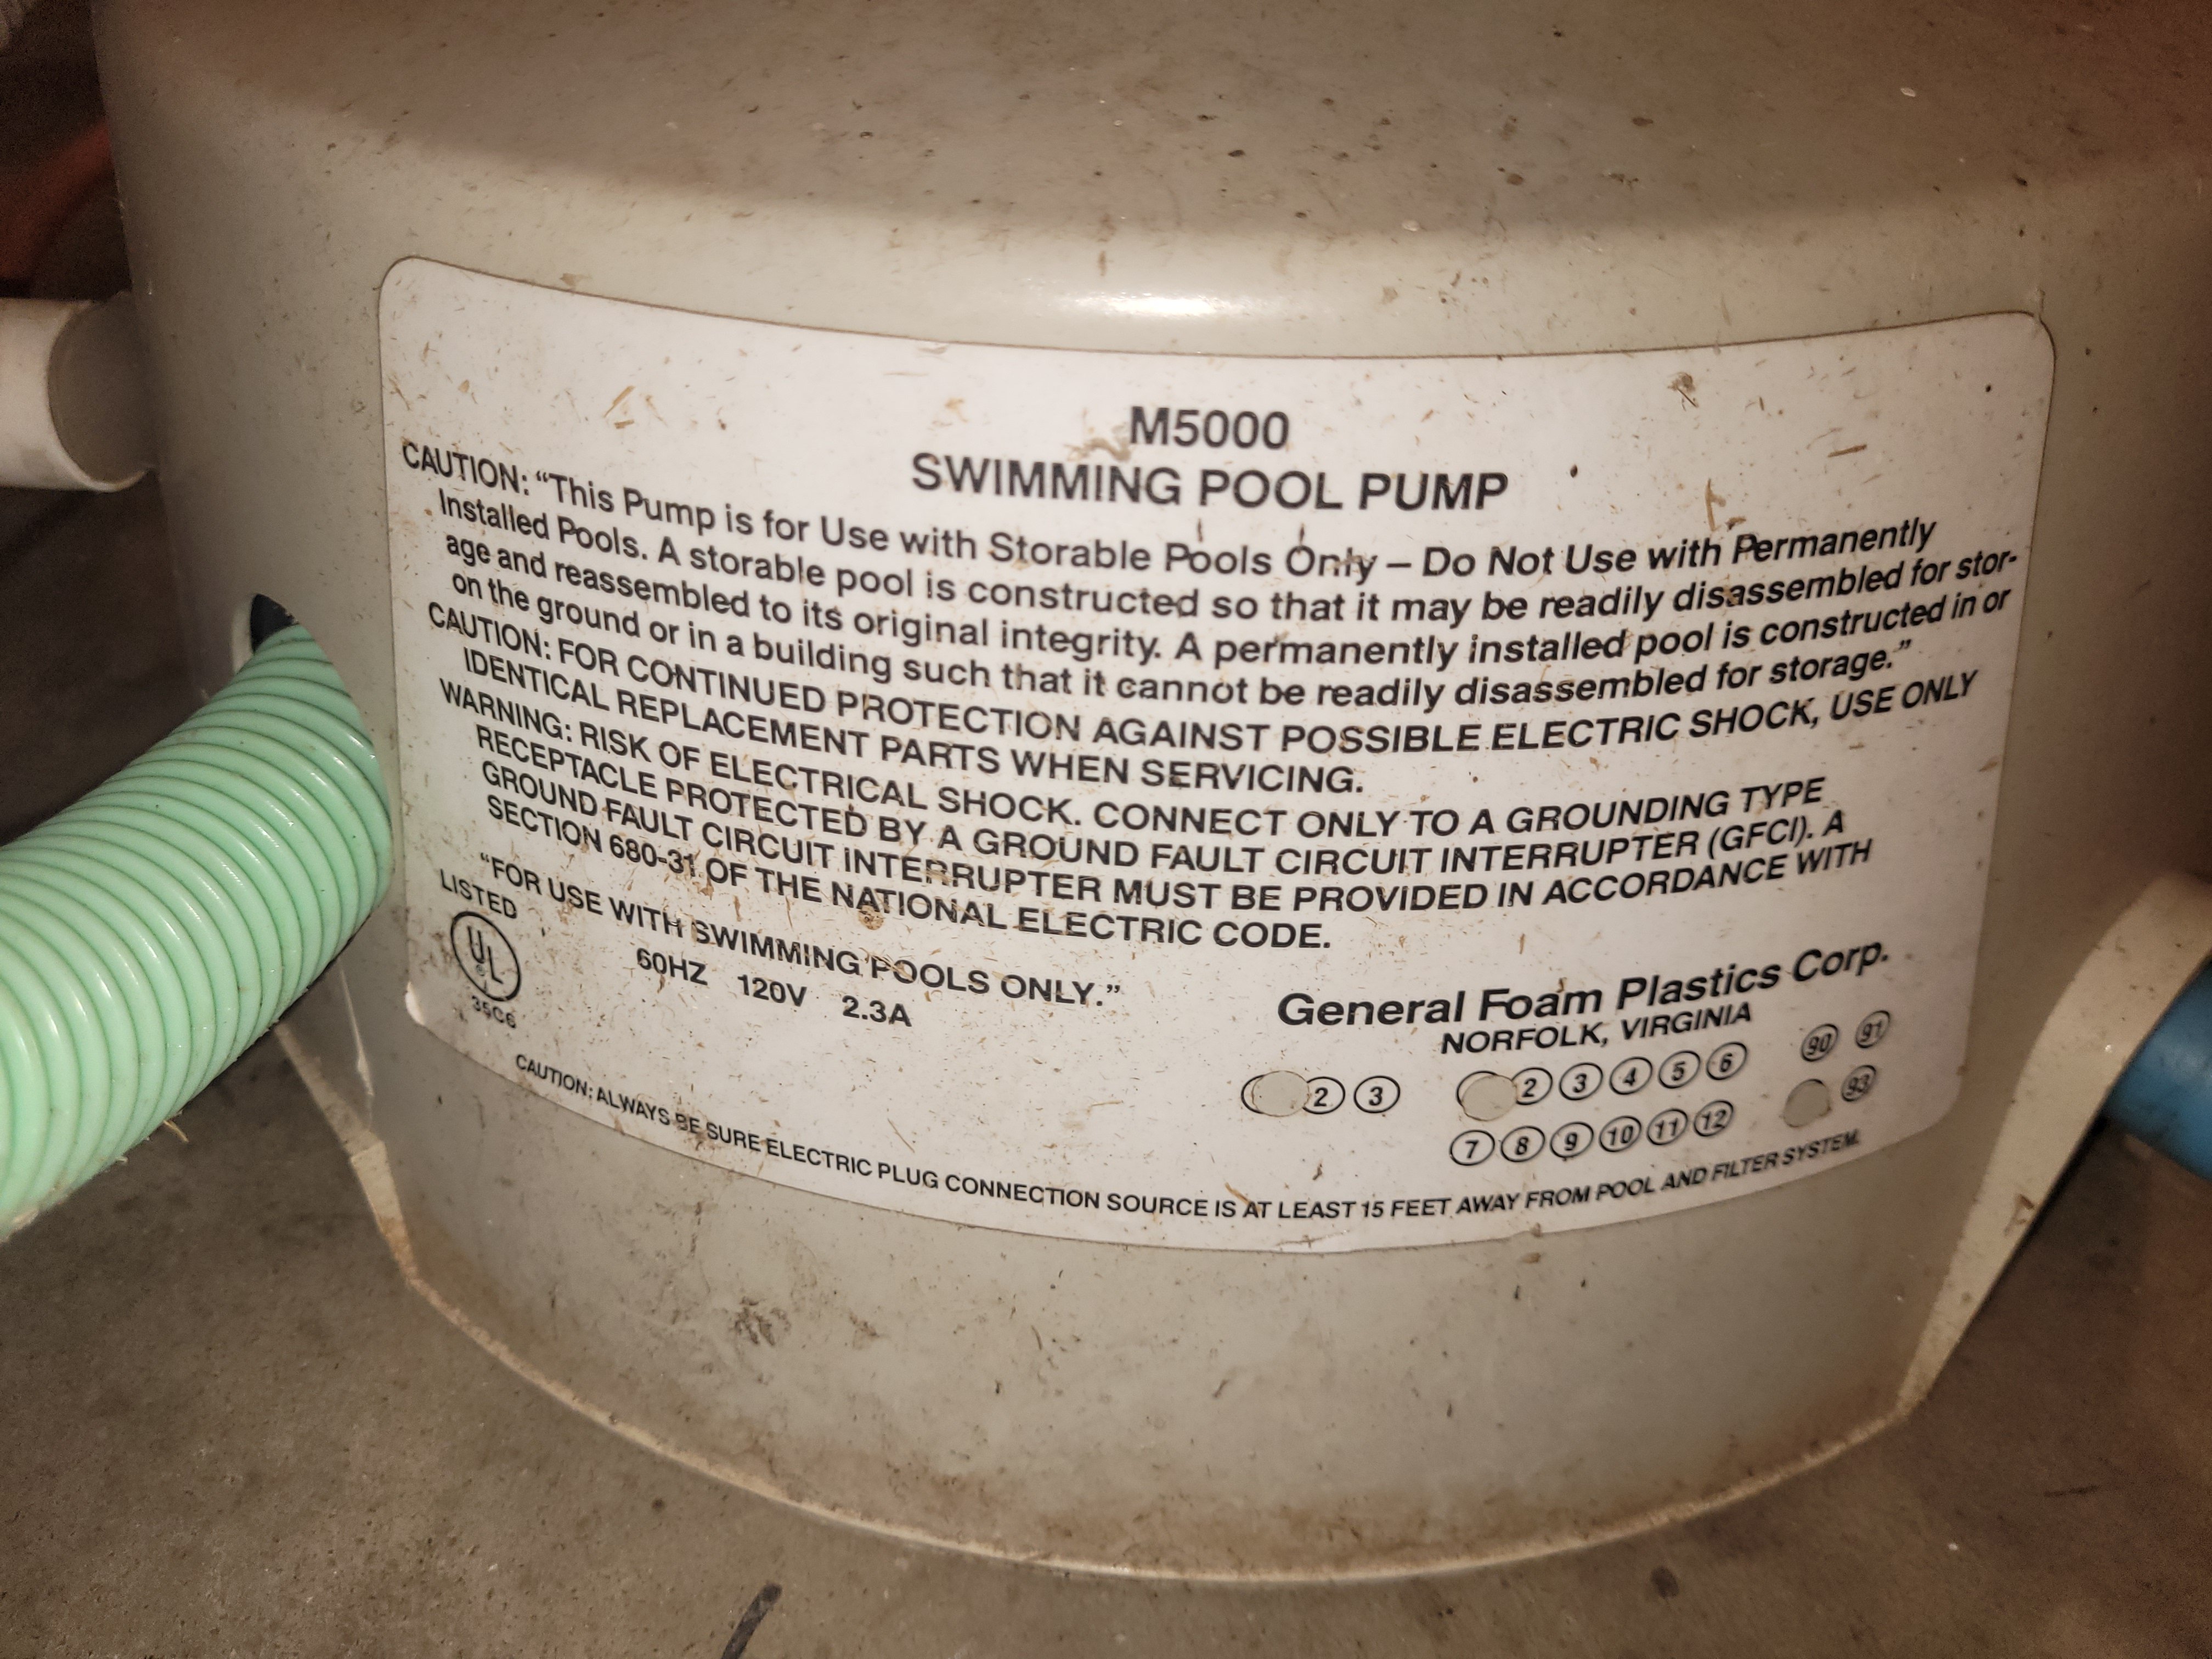 M5000
SWIMMING POOL PUMP
CAUTION: “This Pump is for Use with Storable Pools Only – Do Not Use with Permanently
Installed Pools. A storable pool is constructed so that it may be readily disassembled for stor-
age and reassembled to its original integrity. A permanently installed pool is constructed in or
on the ground or in a building such that it cannot be readily disassembled for storage.”
CAUTION: FOR CONTINUED PROTECTION AGAINST POSSIBLE ELECTRIC SHOCK, USE ONLY
IDENTICAL REPLACEMENT PARTS WHEN SERVICING.
WARNING: RISK OF ELECTRICAL SHOCK. CONNECT ONLY TO A GROUNDING TYPE
RECEPTACLE PROTECTED BY A GROUND FAULT CIRCUIT INTERRUPTER (GFCI). A
GROUND FAULT CIRCUIT INTERRUPTER MUST BE PROVIDED IN ACCORDANCE WITH
SECTION 680-31 OF THE NATIONAL ELECTRIC CODE.
“FOR USE WITH SWIMMING POOLS ONLY.”
LISTED
UL
35C6
60HZ 120V 2.3A
General Foam Plastics Corp.
NORFOLK, VIRGINIA
2 3 2 3 4 5 6 90 91
7 8 9 10 11 12 93
CAUTION: ALWAYS BE SURE ELECTRIC PLUG CONNECTION SOURCE IS AT LEAST 15 FEET AWAY FROM POOL AND FILTER SYSTEM.